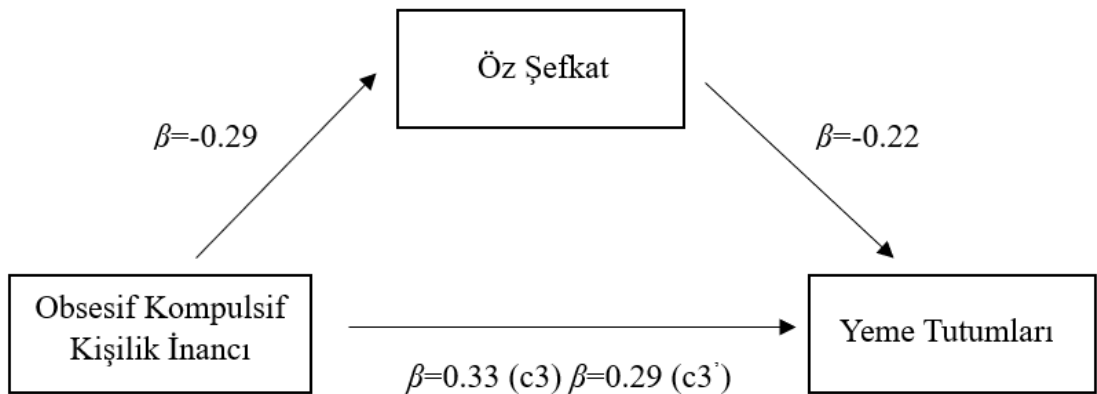 Öz Şefkat
β=-0.29
β=-0.22
Obsesif Kompulsif
Kişilik İnancı
Yeme Tutumları
β=0.33 (c3) β=0.29 (c3’)